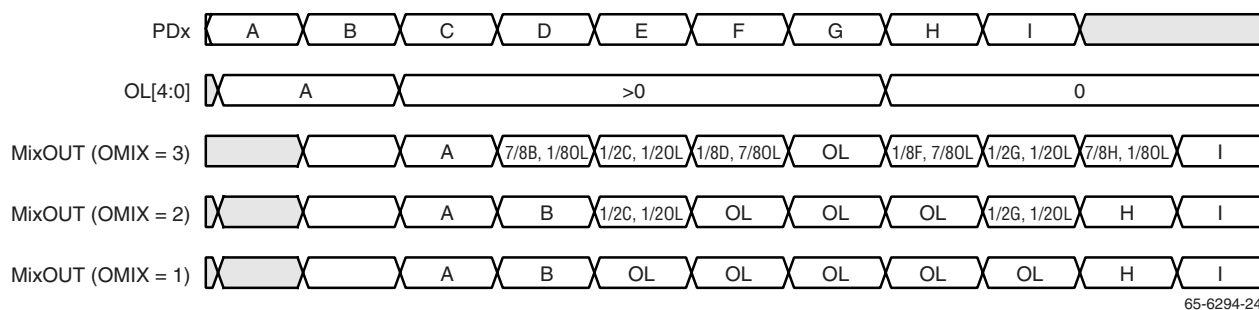 PDx A B C D E F G H I
OL[4:0] A >0 0
MixOUT (OMIX = 3) A 7/8B, 1/8OL 1/2C, 1/2OL 1/8D, 7/8OL OL 1/8F, 7/8OL 1/2G, 1/2OL 7/8H, 1/8OL I
MixOUT (OMIX = 2) A B 1/2C, 1/2OL OL OL OL 1/2G, 1/2OL H I
MixOUT (OMIX = 1) A B OL OL OL OL OL H I
65-6294-24